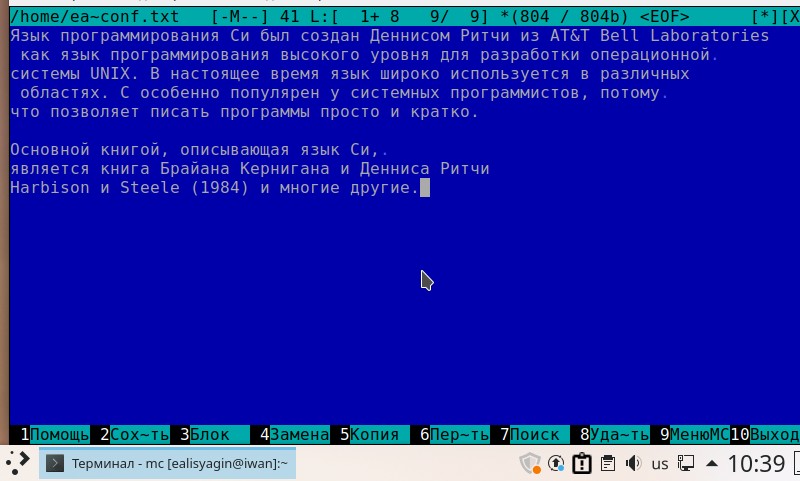 /home/ea~conf.txt [-M--] 41 L:[ 1+ 8 9/ 9] *(804 / 804b) <EOF> [*][X
Язык программирования Си был создан Деннисом Ритчи из AT&T Bell Laboratories
как язык программирования высокого уровня для разработки операционной.
системы UNIX. В настоящее время язык широко используется в различных
областях. С особенно популярен у системных программистов, потому.
что позволяет писать программы просто и кратко.
Основной книгой, описывающая язык Си,.
является книга Брайана Кернигана и Денниса Ритчи
Harbison и Steele (1984) и многие другие.
1Помощь 2Сох~ть 3Блок 4Замена 5Копия 6Пер~ть 7Поиск 8Уда~ть 9МенюMC 10Выход
Терминал - mc [ealisyagin@iwan]:~
us 10:39